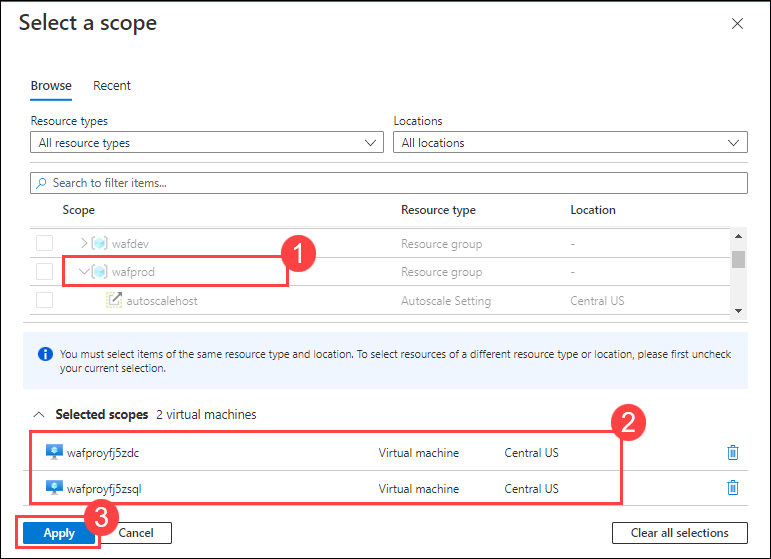 Select a scope
Browse Recent
Resource types Locations
All resource types All locations
Search to filter items...
Scope Resource type Location
wafdev Resource group -
1
wafprod Resource group -
autoscalehost Autoscale Setting Central US
You must select items of the same resource type and location. To select resources of a different resource type or location, please first uncheck
your current selection.
Selected scopes 2 virtual machines
2
wafproyfj5zdc Virtual machine Central US
wafproyfj5zsql Virtual machine Central US
3
Apply Cancel Clear all selections